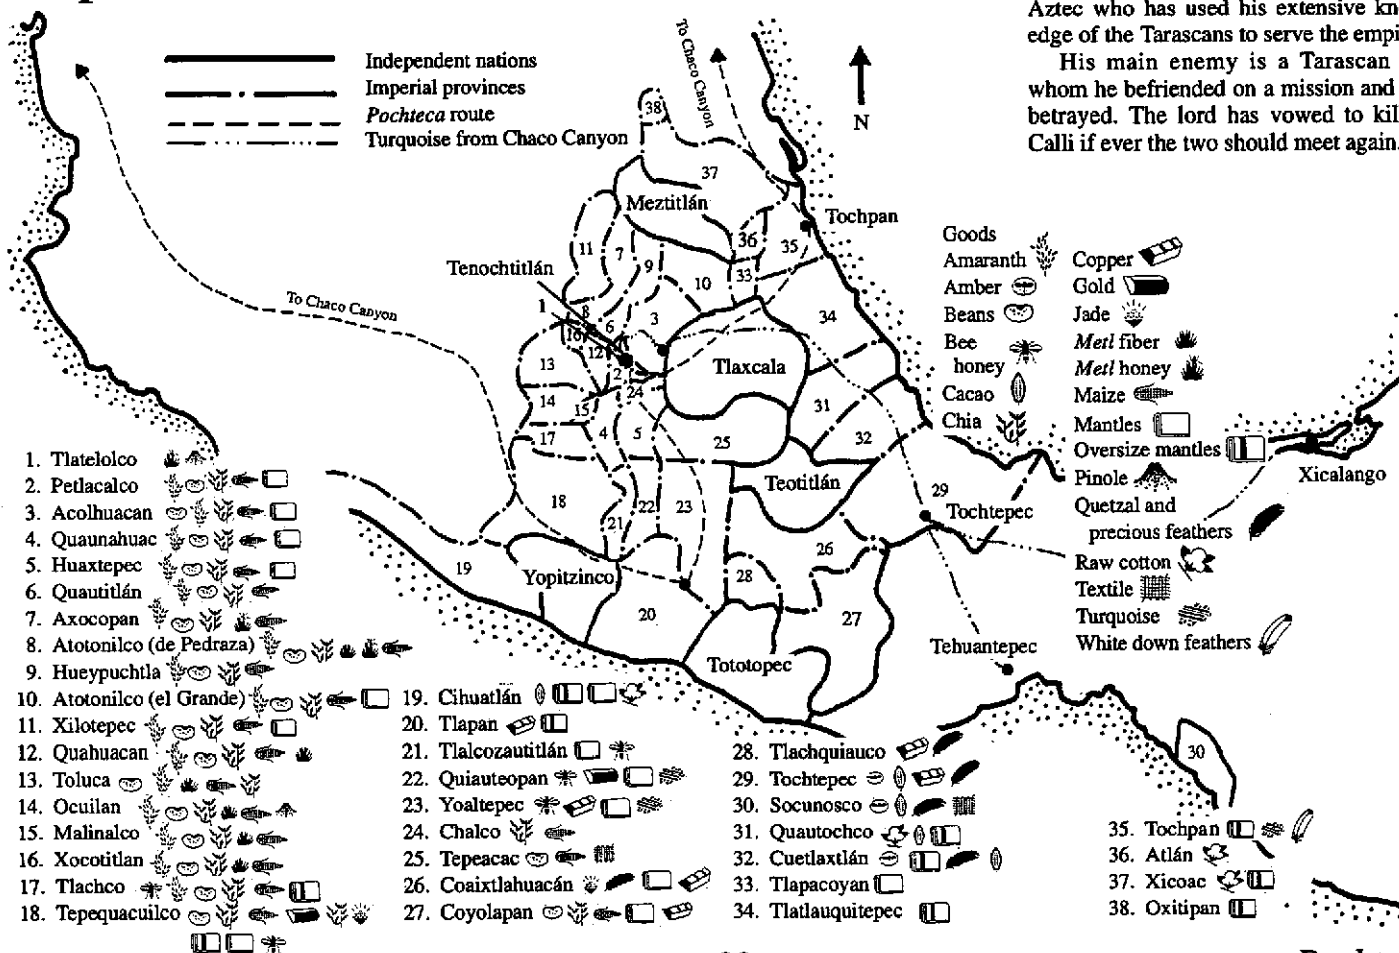 Aztec who has used his extensive kn
edge of the Tarascans to serve the empi
His main enemy is a Tarascan
whom he befriended on a mission and
betrayed. The lord has vowed to kil
Calli if ever the two should meet again.
Independent nations
Imperial provinces
Pochteca route
Turquoise from Chaco Canyon
To Chaco Canyon
N
38
37
Meztitlán
Tochpan
36
35
11
7
9
10
33
Tenochtitlán
To Chaco Canyon
1
8
6
3
34
16
12
13
2
Tlaxcala
24
14
15
31
17
4
5
25
32
Teotitlán
18
22
23
29
Tochtepec
21
26
19
Yopitzinco
28
20
27
Tototopec
Tehuantepec
Xicalango
30
Goods
Amaranth
Amber
Beans
Bee
honey
Cacao
Chia
Copper
Gold
Jade
Metl fiber
Metl honey
Maize
Mantles
Oversize mantles
Pinole
Quetzal and
precious feathers
Raw cotton
Textile
Turquoise
White down feathers
1. Tlatelolco
2. Petlacalco
3. Acolhuacan
4. Quaunahuac
5. Huaxtepec
6. Quautitlán
7. Axocopan
8. Atotonilco (de Pedraza)
9. Hueypuchtla
10. Atotonilco (el Grande)
11. Xilotepec
12. Quahuacan
13. Toluca
14. Ocuilan
15. Malinalco
16. Xocotitlan
17. Tlachco
18. Tepequacuilco
19. Cihuatlán
20. Tlapan
21. Tlalcozautitlán
22. Quiauteopan
23. Yoaltepec
24. Chalco
25. Tepeacac
26. Coaixtlahuacán
27. Coyolapan
28. Tlachquiauco
29. Tochtepec
30. Socunosco
31. Quautochco
32. Cuetlaxtlán
33. Tlapacoyan
34. Tlatlauquitepec
35. Tochpan
36. Atlán
37. Xicoac
38. Oxitipan